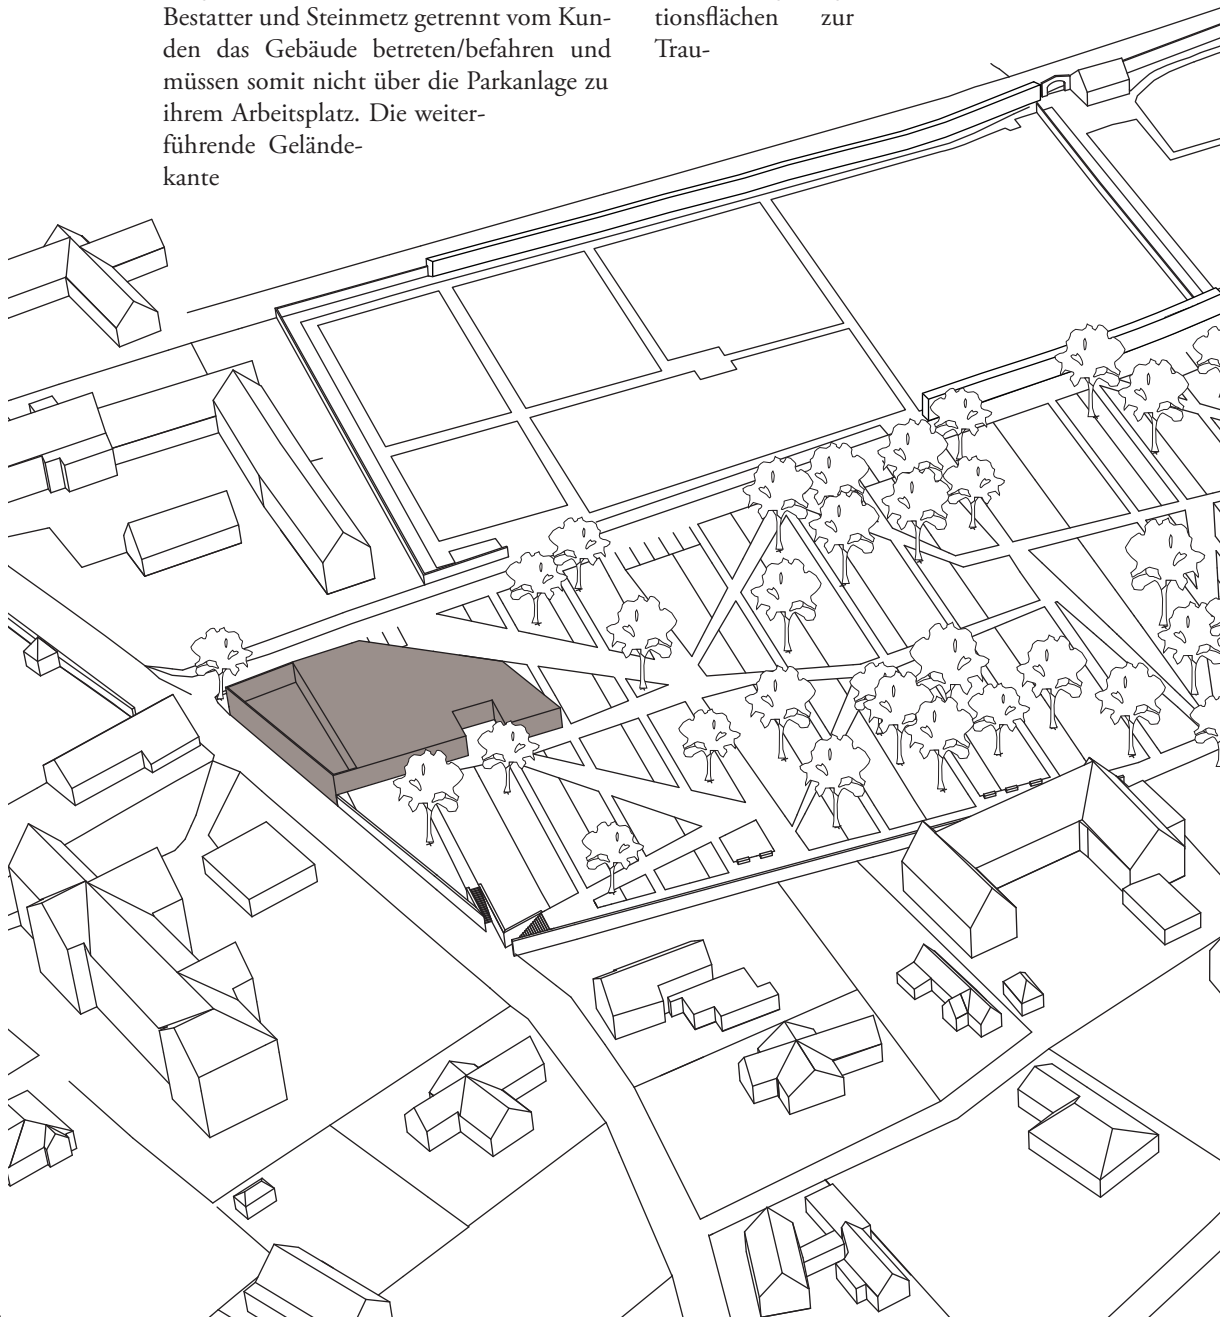 Bestatter und Steinmetz getrennt vom Kun-
den das Gebäude betreten/befahren und
müssen somit nicht über die Parkanlage zu
ihrem Arbeitsplatz. Die weiter-
führende Gelände-
kante
tionsflächen zur
Trau-